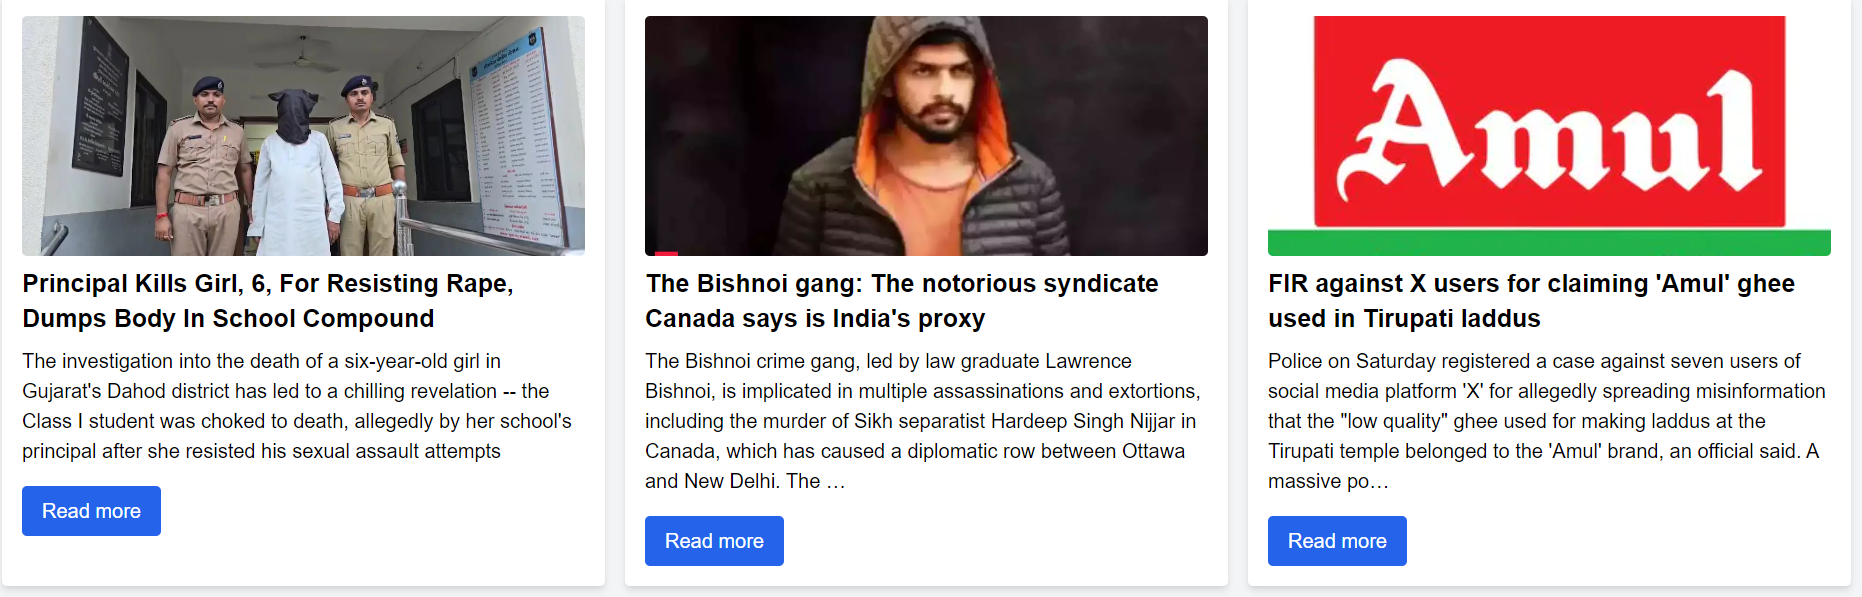 Principal Kills Girl, 6, For Resisting Rape,
Dumps Body In School Compound
The investigation into the death of a six-year-old girl in
Gujarat's Dahod district has led to a chilling revelation -- the
Class I student was choked to death, allegedly by her school's
principal after she resisted his sexual assault attempts
Read more
The Bishnoi gang: The notorious syndicate
Canada says is India's proxy
The Bishnoi crime gang, led by law graduate Lawrence
Bishnoi, is implicated in multiple assassinations and extortions,
including the murder of Sikh separatist Hardeep Singh Nijjar in
Canada, which has caused a diplomatic row between Ottawa
and New Delhi. The …
Read more
Amul
FIR against X users for claiming 'Amul' ghee
used in Tirupati laddus
Police on Saturday registered a case against seven users of
social media platform 'X' for allegedly spreading misinformation
that the "low quality" ghee used for making laddus at the
Tirupati temple belonged to the 'Amul' brand, an official said. A
massive po…
Read more